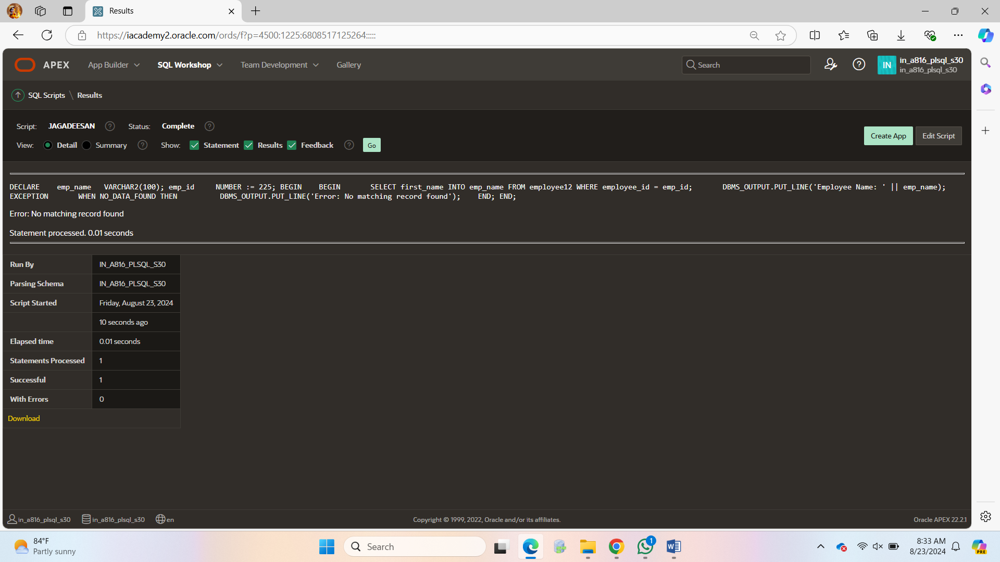 Results
https://iacademy2.oracle.com/ords/f?p=4500:1225:6808517125264:::::
APEX App Builder SQL Workshop Team Development Gallery Search IN in_a816_plsql_s30
in_a816_plsql_s30
SQL Scripts \ Results
Script: JAGADEESAN ? Status: Complete ?
View: Detail Summary ? Show: Statement Results Feedback ? Go Create App Edit Script
DECLARE emp_name VARCHAR2(100); emp_id NUMBER := 225; BEGIN BEGIN SELECT first_name INTO emp_name FROM employee12 WHERE employee_id = emp_id; DBMS_OUTPUT.PUT_LINE('Employee Name: ' || emp_name);
EXCEPTION WHEN NO_DATA_FOUND THEN DBMS_OUTPUT.PUT_LINE('Error: No matching record found'); END; END;
Error: No matching record found
Statement processed. 0.01 seconds
Run By IN_A816_PLSQL_S30
Parsing Schema IN_A816_PLSQL_S30
Script Started Friday, August 23, 2024
10 seconds ago
Elapsed time 0.01 seconds
Statements Processed 1
Successful 1
With Errors 0
Download
in_a816_plsql_s30 in_a816_plsql_s30 en Copyright © 1999, 2022, Oracle and/or its affiliates. Oracle APEX 22.2.1
84°F
Partly sunny
Search
1
8:33 AM
8/23/2024
PRE